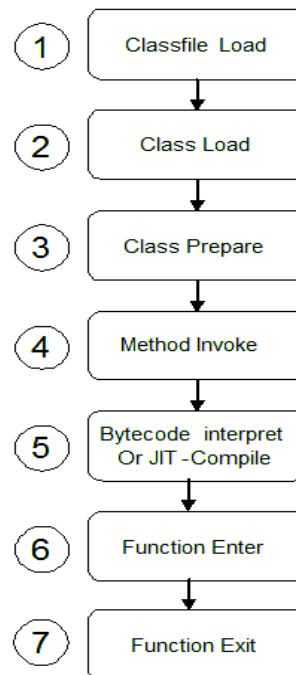 1 Classfile Load
2 Class Load
3 Class Prepare
4 Method Invoke
5 Bytecode interpret
Or JIT -Compile
6 Function Enter
7 Function Exit